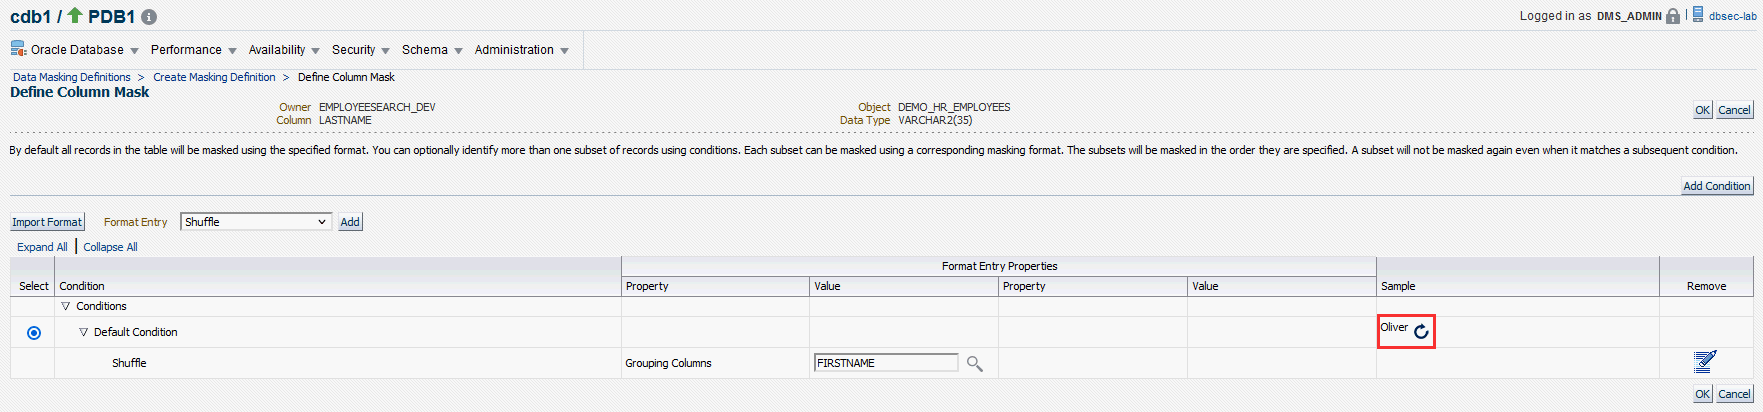 cdb1 / PDB1
Logged in as DMS_ADMIN | dbsec-lab
Oracle Database Performance Availability Security Schema Administration
Data Masking Definitions > Create Masking Definition > Define Column Mask
Define Column Mask
Owner EMPLOYEESEARCH_DEV Object DEMO_HR_EMPLOYEES OK Cancel
Column LASTNAME Data Type VARCHAR2(35)
By default all records in the table will be masked using the specified format. You can optionally identify more than one subset of records using conditions. Each subset can be masked using a corresponding masking format. The subsets will be masked in the order they are specified. A subset will not be masked again even when it matches a subsequent condition.
Add Condition
Import Format Format Entry Shuffle Add
Expand All | Collapse All
Format Entry Properties
Select Condition Property Value Property Value Sample Remove
Conditions
Default Condition Oliver
Shuffle Grouping Columns FIRSTNAME
OK Cancel